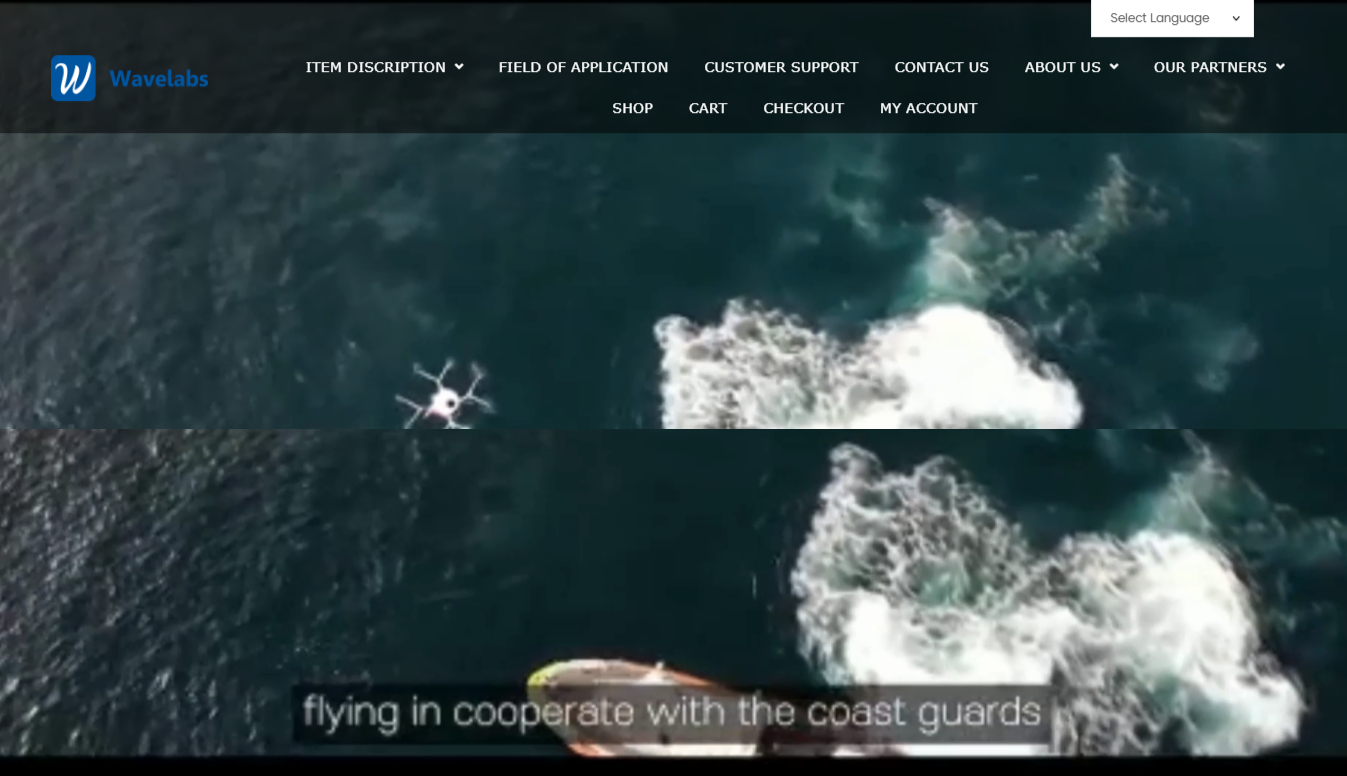 Select Language
W Wavelabs
ITEM DISCRIPTION FIELD OF APPLICATION CUSTOMER SUPPORT CONTACT US ABOUT US OUR PARTNERS
SHOP CART CHECKOUT MY ACCOUNT
flying in cooperate with the coast guards